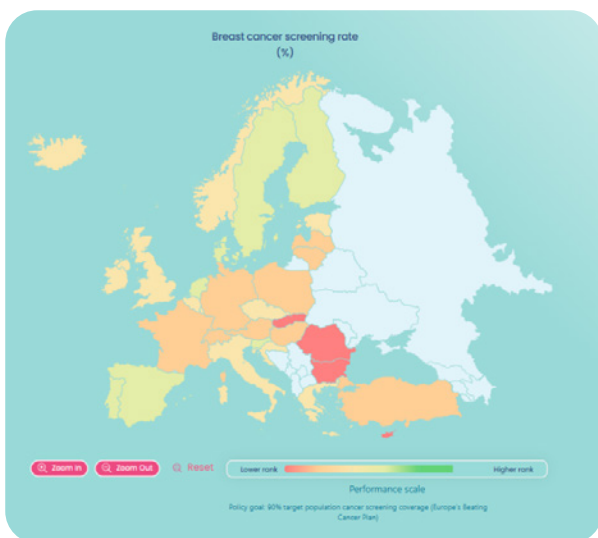 Breast cancer screening rate
(%)
Zoom In
Zoom Out
Reset
Lower rank
Higher rank
Performance scale
Policy goal: 90% target population cancer screening coverage (Europe's Beating
Cancer Plan)